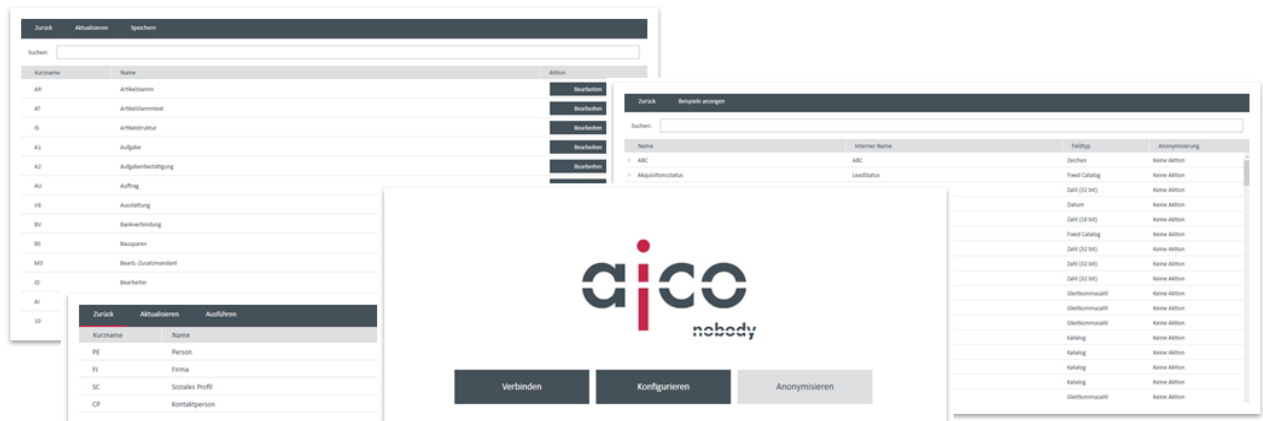 Zurück Aktualisieren Speichern
Suchen:
Kurzname Name Aktion
AR Artikelstamm Bearbeiten
AT Artikelstammtext Bearbeiten
IS Artikelstruktur Bearbeiten
A1 Aufgabe Bearbeiten
A2 Aufgabenbestätigung Bearbeiten
AU Auftrag
V6 Ausstattung
BV Bankverbindung
BS Bausparen
M3 Bearb.-Zusatzmandant
ID Bearbeiter
AI
10
Zurück Beispiele anzeigen
Suchen:
Name Interner Name Feldtyp Anonymisierung
ABC ABC Zeichen Keine Aktion
Akquisitionsstatus LeadStatus Fixed Catalog Keine Aktion
Zahl (32 bit) Keine Aktion
Datum Keine Aktion
Zahl (16 bit) Keine Aktion
Fixed Catalog Keine Aktion
Zahl (32 bit) Keine Aktion
Zahl (32 bit) Keine Aktion
Zahl (32 bit) Keine Aktion
Gleitkommazahl Keine Aktion
Gleitkommazahl Keine Aktion
Gleitkommazahl Keine Aktion
Katalog Keine Aktion
Katalog Keine Aktion
Katalog Keine Aktion
Katalog Keine Aktion
Gleitkommazahl Keine Aktion
Zurück Aktualisieren Ausführen
Kurzname Name
PE Person
FI Firma
SC Soziales Profil
CP Kontaktperson
aico
nobody
Verbinden Konfigurieren Anonymisieren